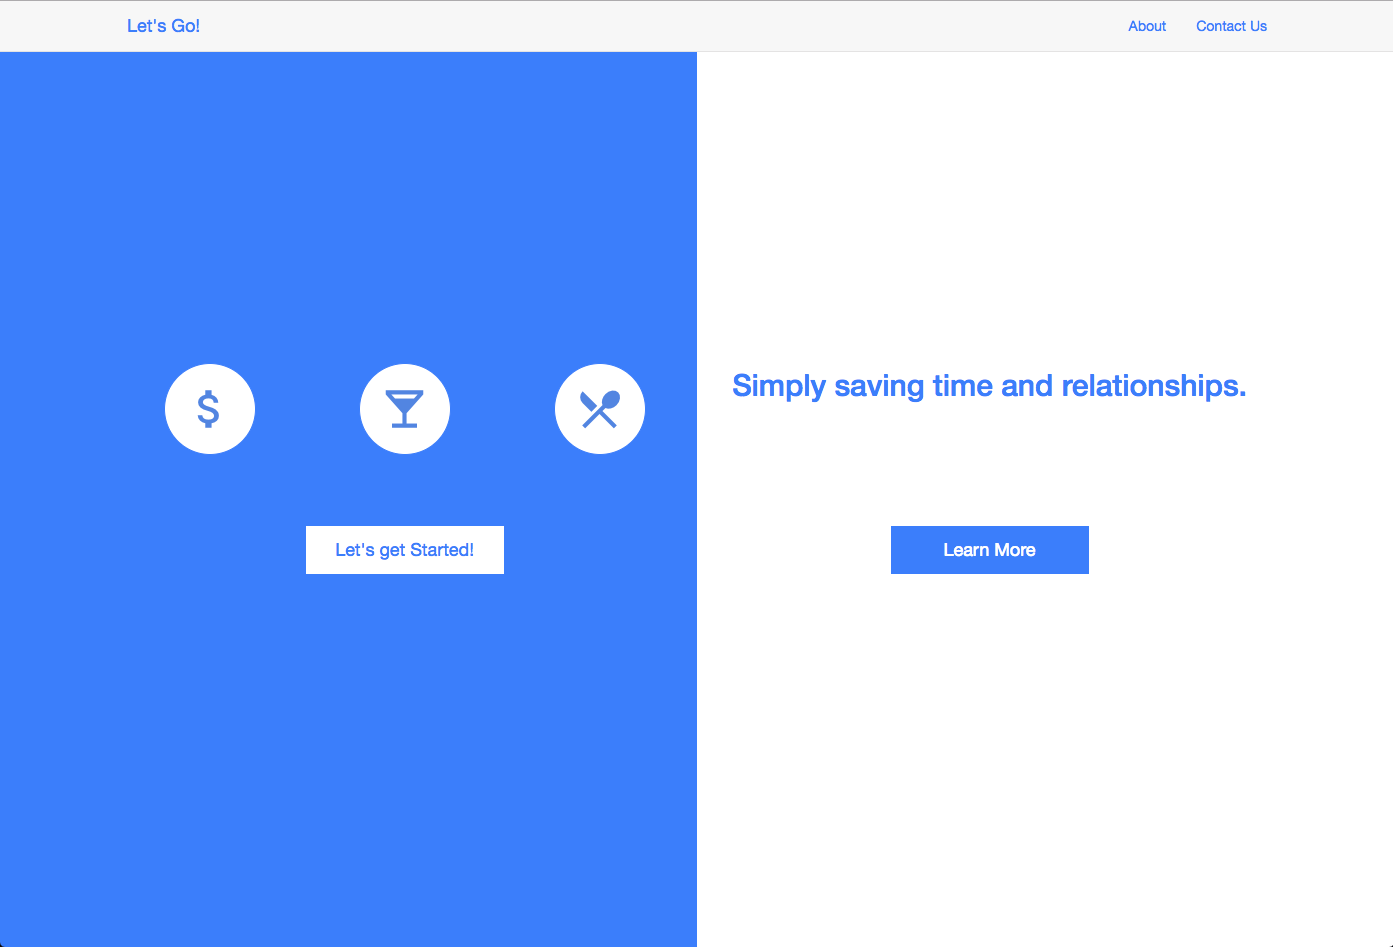 Let's Go!
About
Contact Us
$
Simply saving time and relationships.
Let's get Started!
Learn More